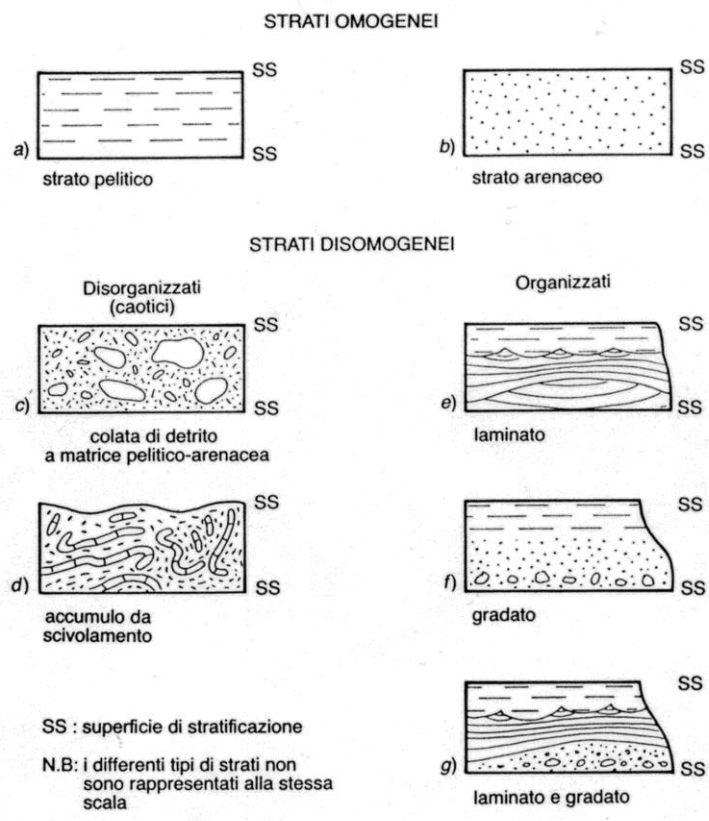 STRATI OMOGENEI
SS
a)
SS
strato pelitico
SS
b)
SS
strato arenaceo
STRATI DISOMOGENEI
Disorganizzati
(caotici)
SS
c)
SS
colata di detrito
a matrice pelitico-arenacea
SS
d)
SS
accumulo da
scivolamento
Organizzati
SS
e)
SS
laminato
SS
f)
SS
gradato
SS
g)
SS
laminato e gradato
SS : superficie di stratificazione
N.B: i differenti tipi di strati non
sono rappresentati alla stessa
scala